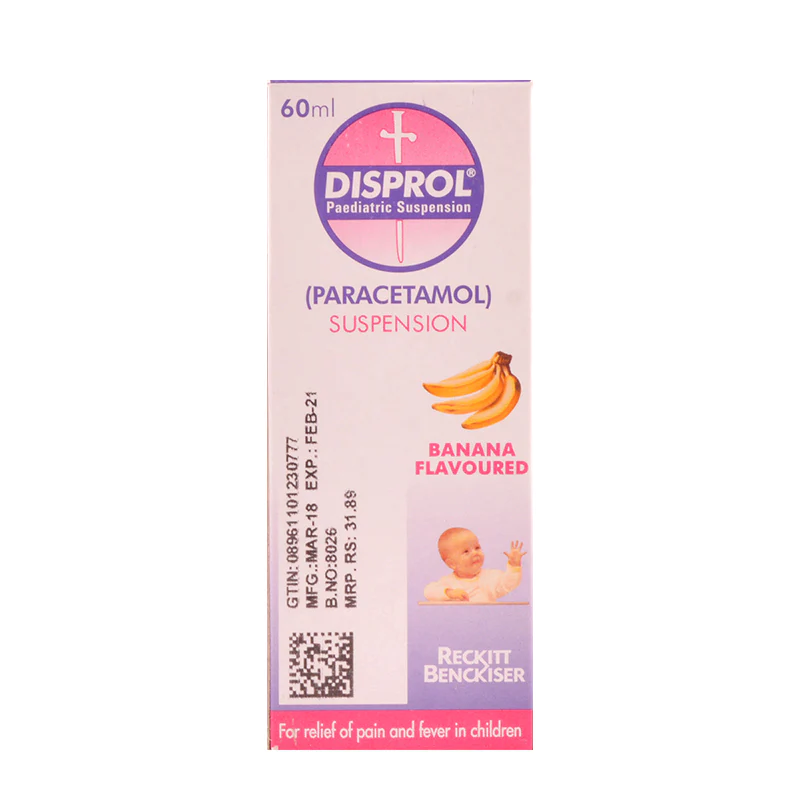 60ml
DISPROL®
Paediatric Suspension
(PARACETAMOL)
SUSPENSION
BANANA
FLAVOURED
GTIN:08961101230777
MFG.:MAR-18 EXP.:FEB-21
B.NO:8026
MRP. RS: 31.89
RECKITT
BENCKISER
For relief of pain and fever in children